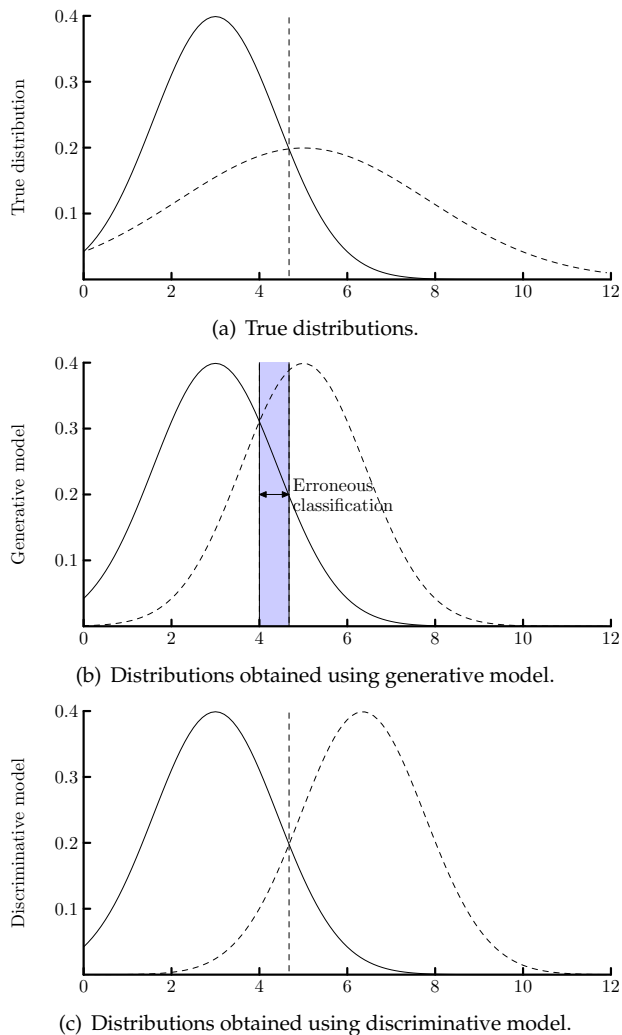 True distribution
0.4
0.3
0.2
0.1
0 2 4 6 8 10 12
(a) True distributions.
Generative model
0.4
0.3
0.2
0.1
Erroneous
classification
0 2 4 6 8 10 12
(b) Distributions obtained using generative model.
Discriminative model
0.4
0.3
0.2
0.1
0 2 4 6 8 10 12
(c) Distributions obtained using discriminative model.